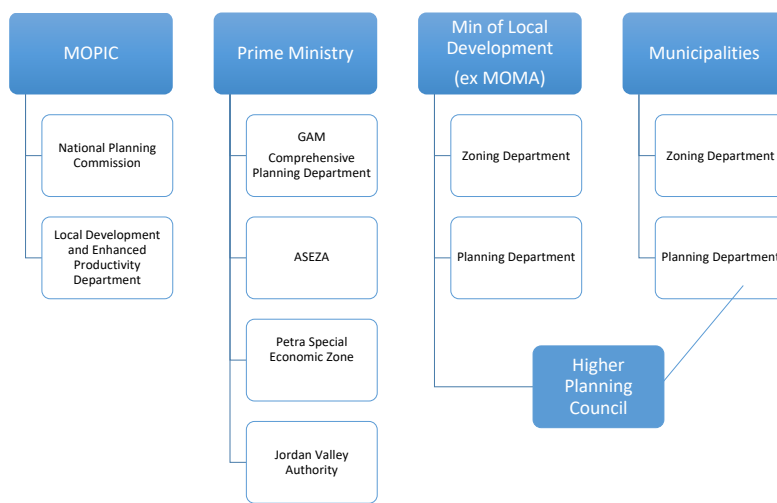 MOPIC
National Planning
Commission
Local Development
and Enhanced
Productivity
Department
Prime Ministry
GAM
Comprehensive
Planning Department
ASEZA
Petra Special
Economic Zone
Jordan Valley
Authority
Min of Local
Development
(ex MOMA)
Zoning Department
Planning Department
Higher
Planning
Council
Municipalities
Zoning Department
Planning Department